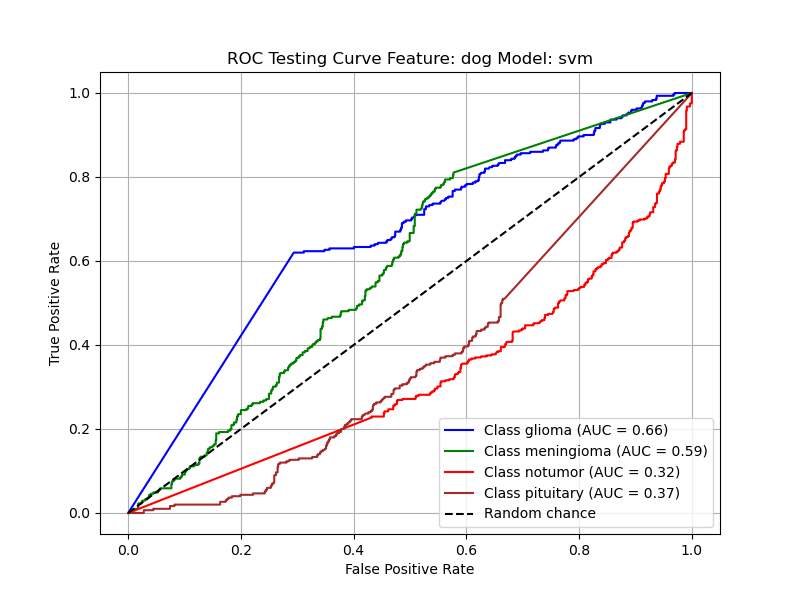 ROC Testing Curve Feature: dog Model: svm
True Positive Rate
1.0
0.8
0.6
0.4
0.2
0.0
Class glioma (AUC = 0.66)
Class meningioma (AUC = 0.59)
Class notumor (AUC = 0.32)
Class pituitary (AUC = 0.37)
Random chance
0.0 0.2 0.4 0.6 0.8 1.0
False Positive Rate